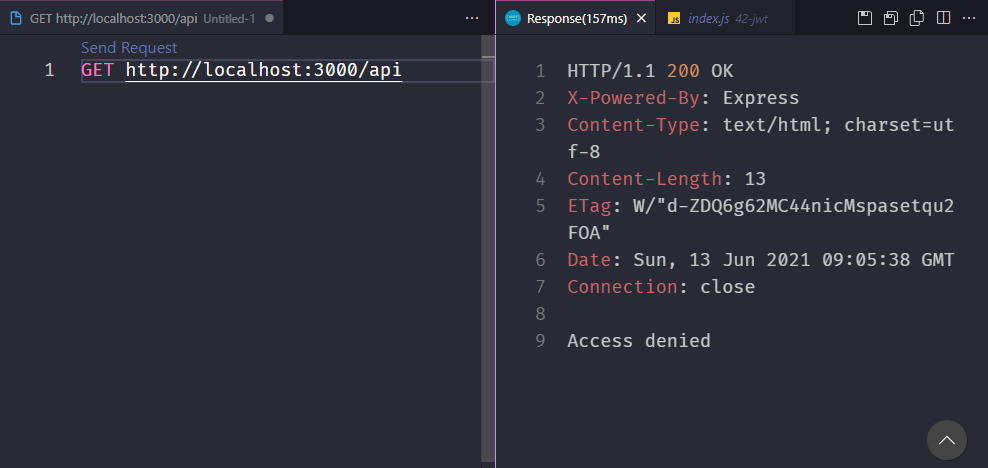 GET http://localhost:3000/api Untitled-1
Response(157ms)
JS index.js 42-jwt
Send Request
1 GET http://localhost:3000/api
1 HTTP/1.1 200 OK
2 X-Powered-By: Express
3 Content-Type: text/html; charset=ut
f-8
4 Content-Length: 13
5 ETag: W/"d-ZDQ6g62MC44nicMspasetqu2
FOA"
6 Date: Sun, 13 Jun 2021 09:05:38 GMT
7 Connection: close
8
9 Access denied